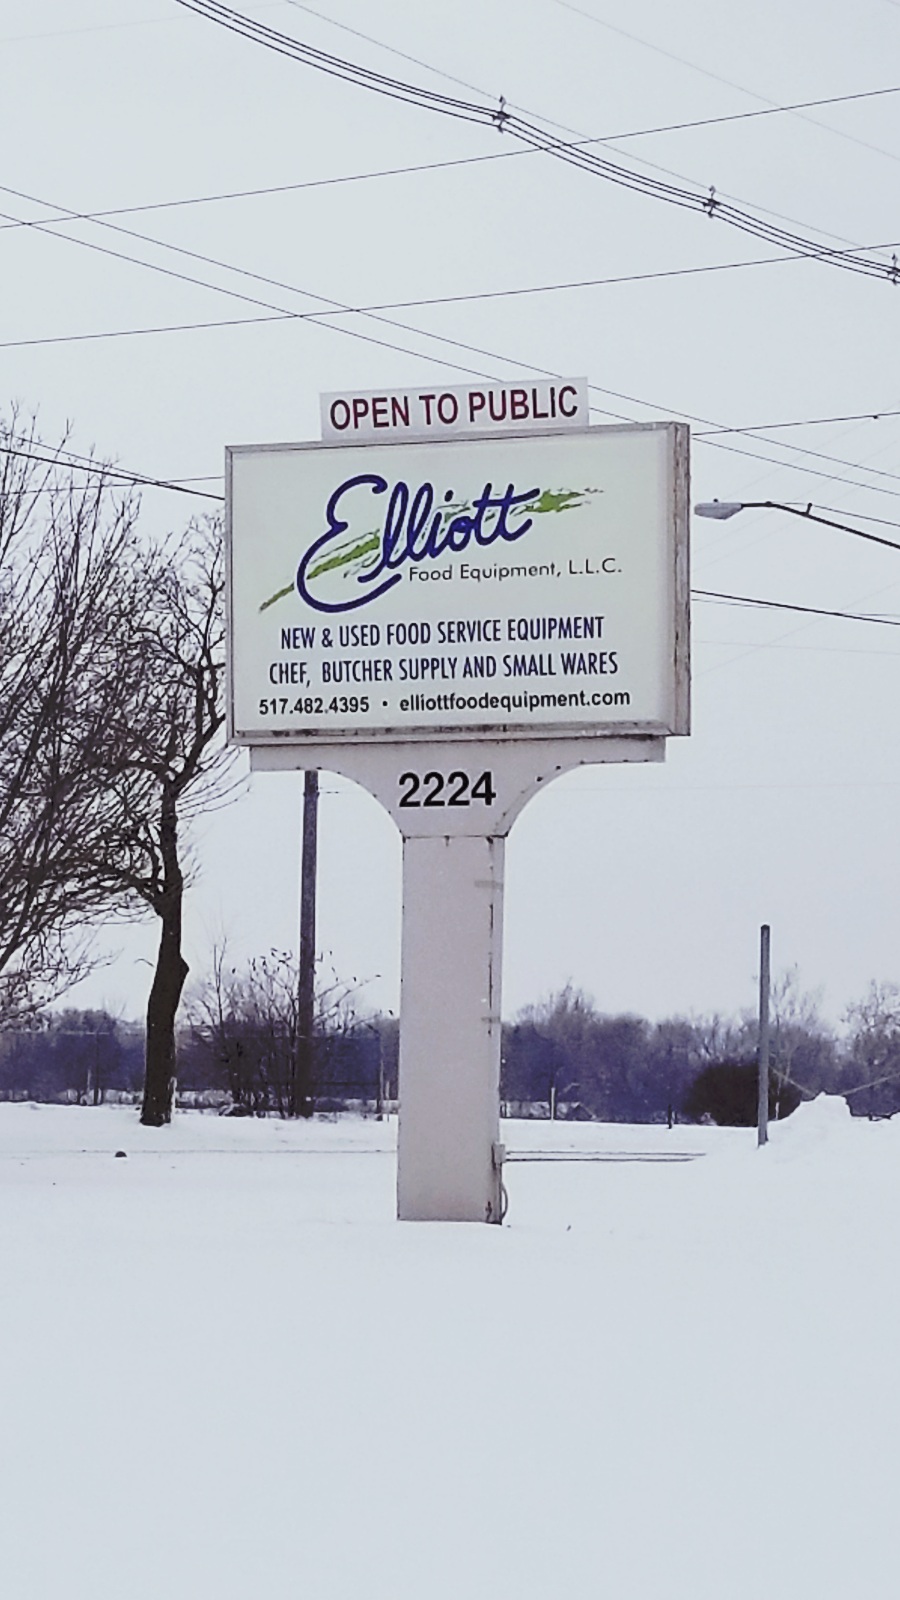 OPEN TO PUBLIC
Elliott
Food Equipment, L.L.C.
NEW & USED FOOD SERVICE EQUIPMENT
CHEF, BUTCHER SUPPLY AND SMALL WARES
517.482.4395 • elliottfoodequipment.com
2224